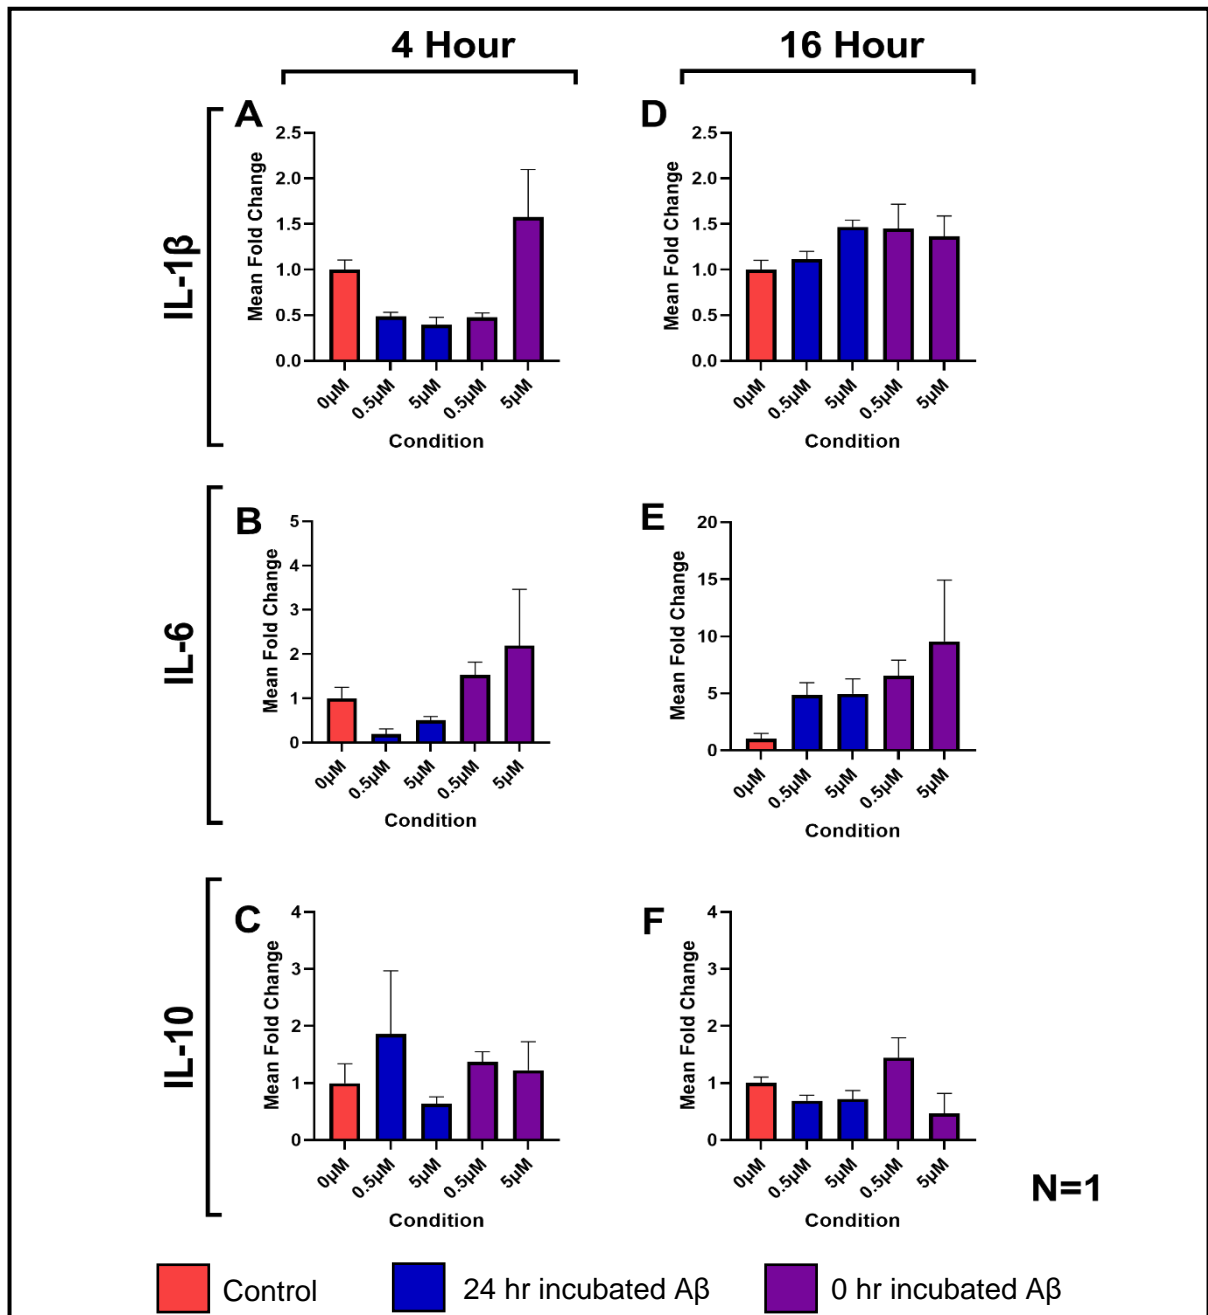 4 Hour
16 Hour
IL-1β
A
2.5
2.0
1.5
1.0
0.5
0.0
Mean Fold Change
0µM
0.5µM
5µM
0.5µM
5µM
Condition
D
2.5
2.0
1.5
1.0
0.5
0.0
Mean Fold Change
0µM
0.5µM
5µM
0.5µM
5µM
Condition
IL-6
B
5
4
3
2
1
0
Mean Fold Change
0µM
0.5µM
5µM
0.5µM
5µM
Condition
E
20
15
10
5
0
Mean Fold Change
0µM
0.5µM
5µM
0.5µM
5µM
Condition
IL-10
C
4
3
2
1
0
Mean Fold Change
0µM
0.5µM
5µM
0.5µM
5µM
Condition
F
4
3
2
1
0
Mean Fold Change
0µM
0.5µM
5µM
0.5µM
5µM
Condition
N=1
Control
24 hr incubated Aβ
0 hr incubated Aβ